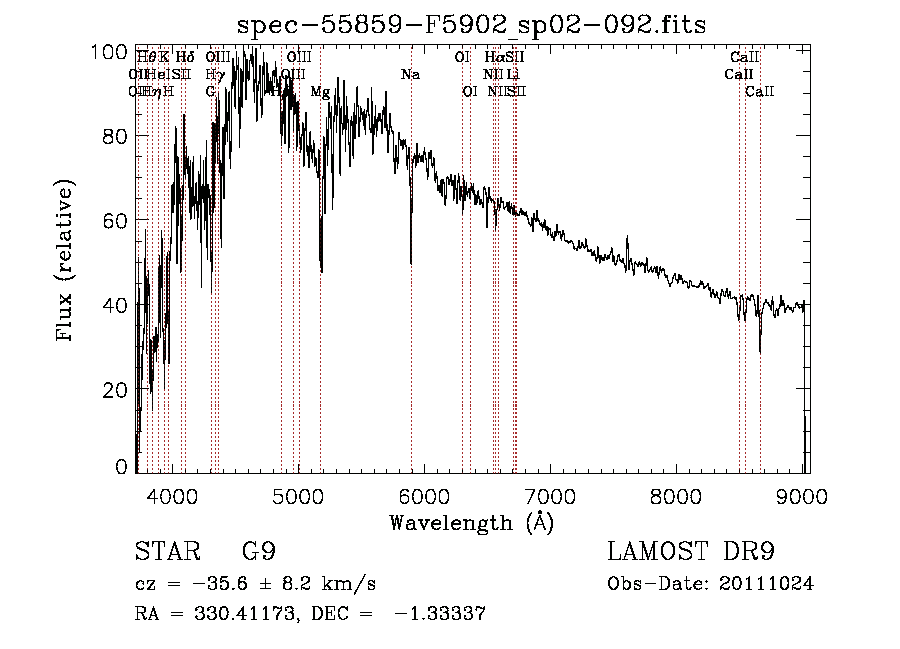 spec-55859-F5902_sp02-092.fits
Hθ K Hδ OIII OIII OI Hα SII CaII
OII HeI SII Hγ OIII Na NII Li CaII
OII Hη H G Mg OI NII SII CaII
100
80
60
40
20
0
Flux (relative)
4000 5000 6000 7000 8000 9000
Wavelength (Å)
STAR G9 LAMOST DR9
cz = −35.6 ± 8.2 km/s Obs-Date: 20111024
RA = 330.41173, DEC = −1.33337